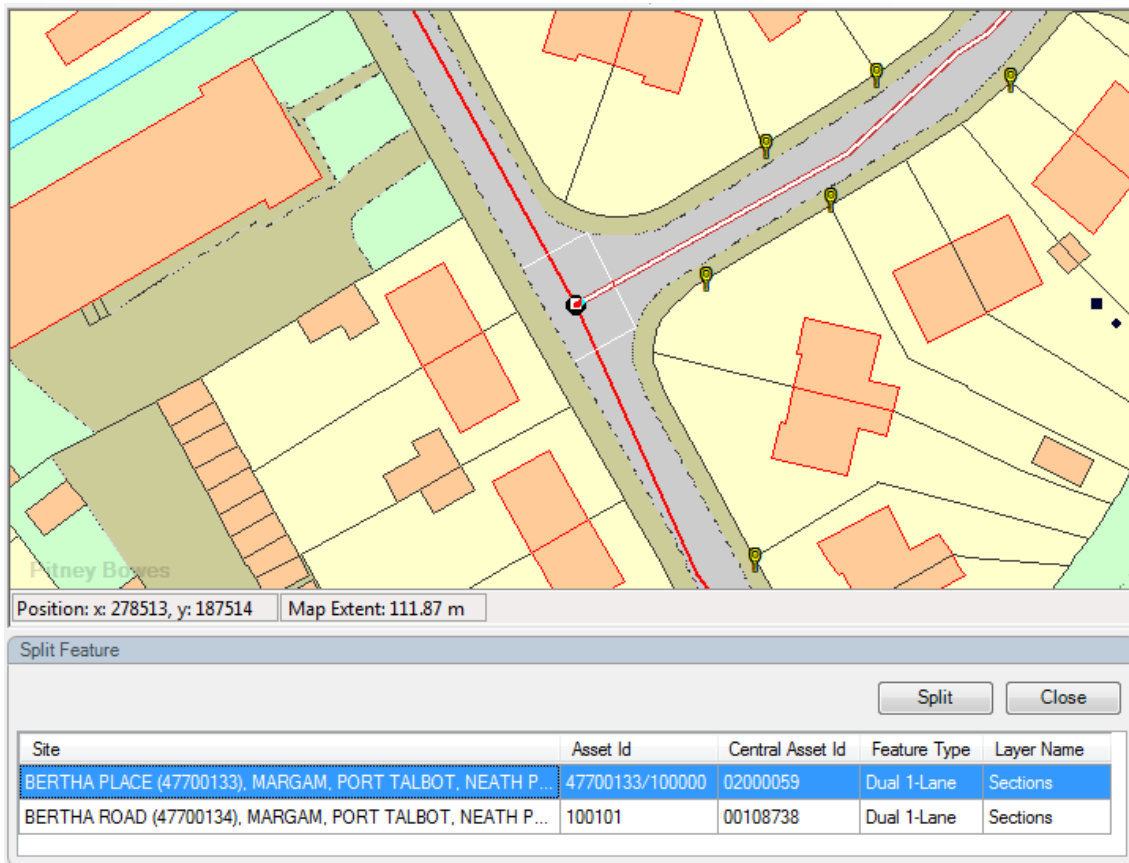 Pitney Bowes
Position: x: 278513, y: 187514 Map Extent: 111.87 m
Split Feature
Split Close
Site Asset Id Central Asset Id Feature Type Layer Name
BERTHA PLACE (47700133), MARGAM, PORT TALBOT, NEATH P... 47700133/100000 02000059 Dual 1-Lane Sections
BERTHA ROAD (47700134), MARGAM, PORT TALBOT, NEATH P... 100101 00108738 Dual 1-Lane Sections